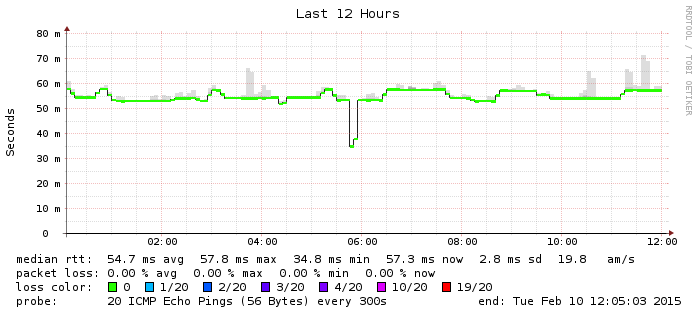 Last 12 Hours
RRDTOOL / TOBI OETIKER
Seconds
80 m
70 m
60 m
50 m
40 m
30 m
20 m
10 m
0
02:00 04:00 06:00 08:00 10:00 12:00
median rtt: 54.7 ms avg 57.8 ms max 34.8 ms min 57.3 ms now 2.8 ms sd 19.8 am/s
packet loss: 0.00 % avg 0.00 % max 0.00 % min 0.00 % now
loss color: 0 1/20 2/20 3/20 4/20 10/20 19/20
probe: 20 ICMP Echo Pings (56 Bytes) every 300s end: Tue Feb 10 12:05:03 2015